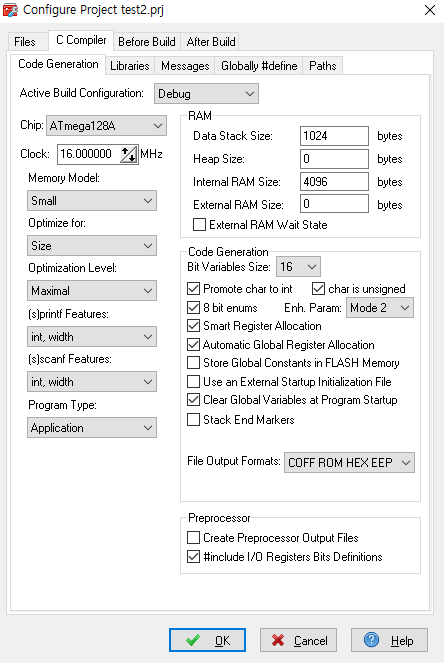 Configure Project test2.prj
Files C Compiler Before Build After Build
Code Generation Libraries Messages Globally #define Paths
Active Build Configuration: Debug
Chip: ATmega128A
Clock: 16.000000 MHz
Memory Model:
Small
Optimize for:
Size
Optimization Level:
Maximal
(s)printf Features:
int, width
(s)scanf Features:
int, width
Program Type:
Application
RAM
Data Stack Size: 1024 bytes
Heap Size: 0 bytes
Internal RAM Size: 4096 bytes
External RAM Size: 0 bytes
External RAM Wait State
Code Generation
Bit Variables Size: 16
Promote char to int char is unsigned
8 bit enums Enh. Param: Mode 2
Smart Register Allocation
Automatic Global Register Allocation
Store Global Constants in FLASH Memory
Use an External Startup Initialization File
Clear Global Variables at Program Startup
Stack End Markers
File Output Formats: COFF ROM HEX EEP
Preprocessor
Create Preprocessor Output Files
#include I/O Registers Bits Definitions
OK Cancel ? Help